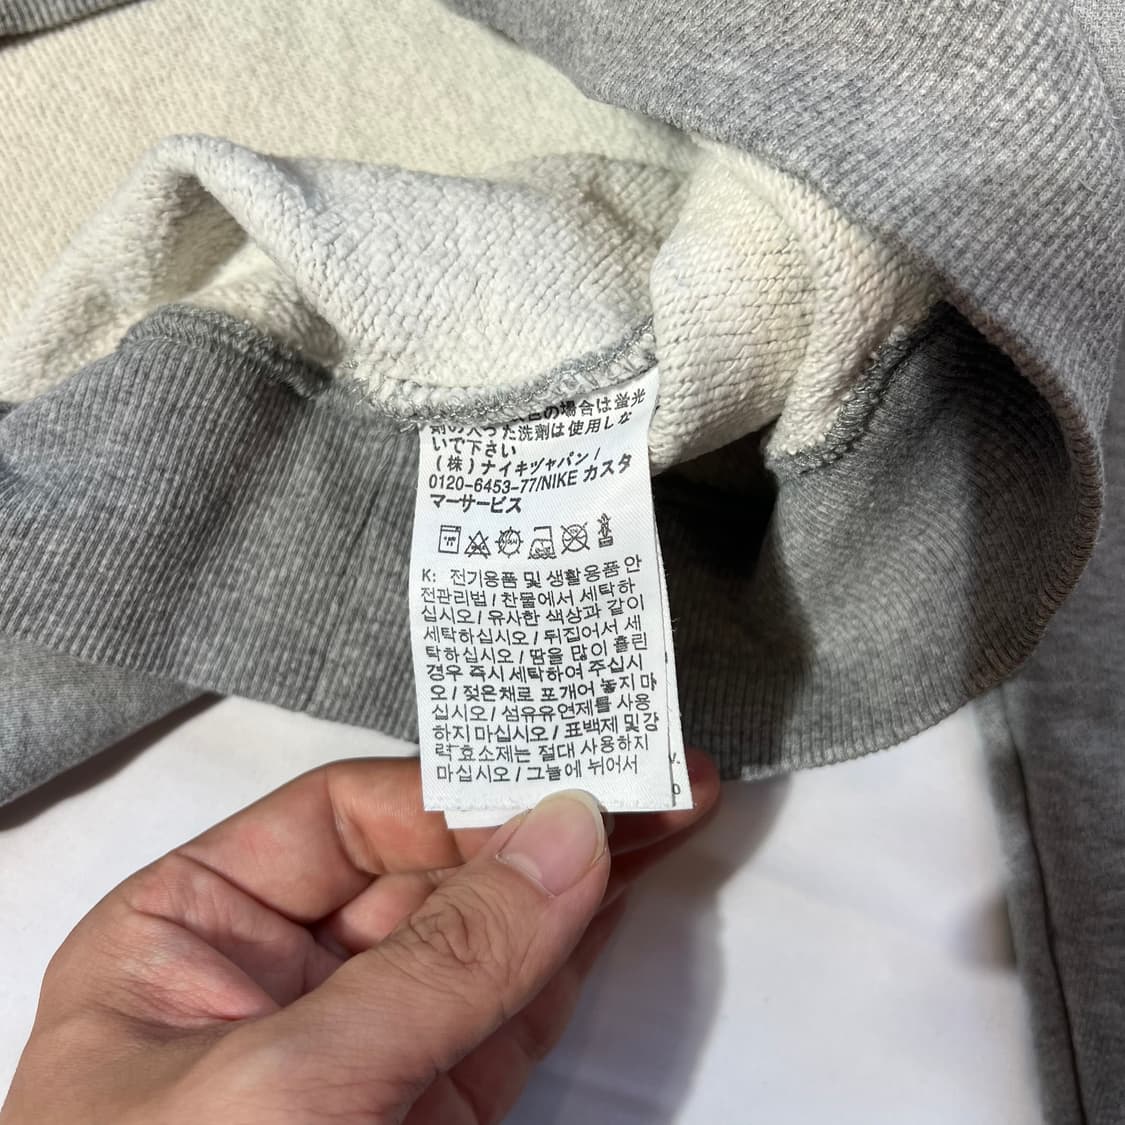 色の場合は蛍光
剤の入った洗剤は使用しな
いで下さい
(株)ナイキジャパン/
0120-6453-77/NIKE カスタ
マーサービス
K: 전기용품 및 생활용품 안
전관리법/찬물에서 세탁하
십시오/유사한 색상과 같이
세탁하십시오/뒤집어서 세
탁하십시오/땀을 많이 흘린
경우 즉시 세탁하여 주십시
오/젖은채로 포개어 놓지 마
십시오/섬유유연제를 사용
하지 마십시오/표백제 및 강
력 효소제는 절대 사용하지
마십시오/그늘에 뉘어서